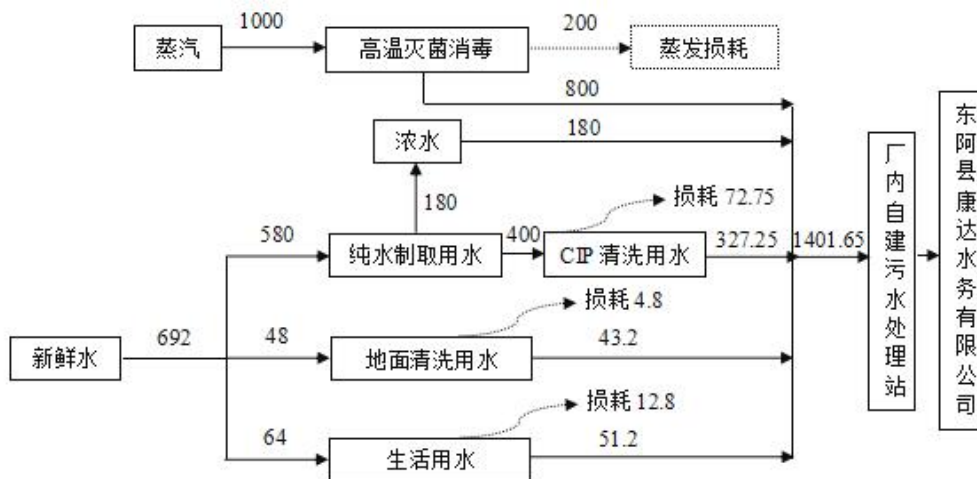 1000
200
蒸汽
高温灭菌消毒
蒸发损耗
800
浓水
180
180
损耗 72.75
580
纯水制取用水
400
CIP 清洗用水
327.25
1401.65
厂内自建污水处理站
东阿县康达水务有限公司
损耗 4.8
新鲜水
692
48
地面清洗用水
43.2
损耗 12.8
64
生活用水
51.2